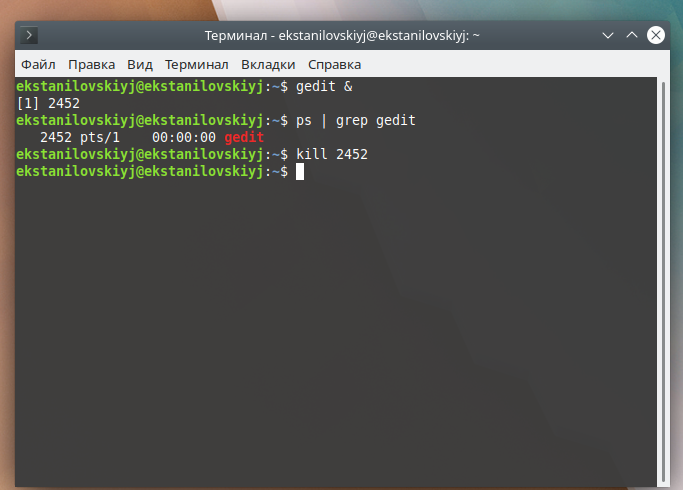 Терминал - ekstanilovskiyj@ekstanilovskiyj: ~
Файл Правка Вид Терминал Вкладки Справка
ekstanilovskiyj@ekstanilovskiyj:~$ gedit &
[1] 2452
ekstanilovskiyj@ekstanilovskiyj:~$ ps | grep gedit
2452 pts/1    00:00:00 gedit
ekstanilovskiyj@ekstanilovskiyj:~$ kill 2452
ekstanilovskiyj@ekstanilovskiyj:~$